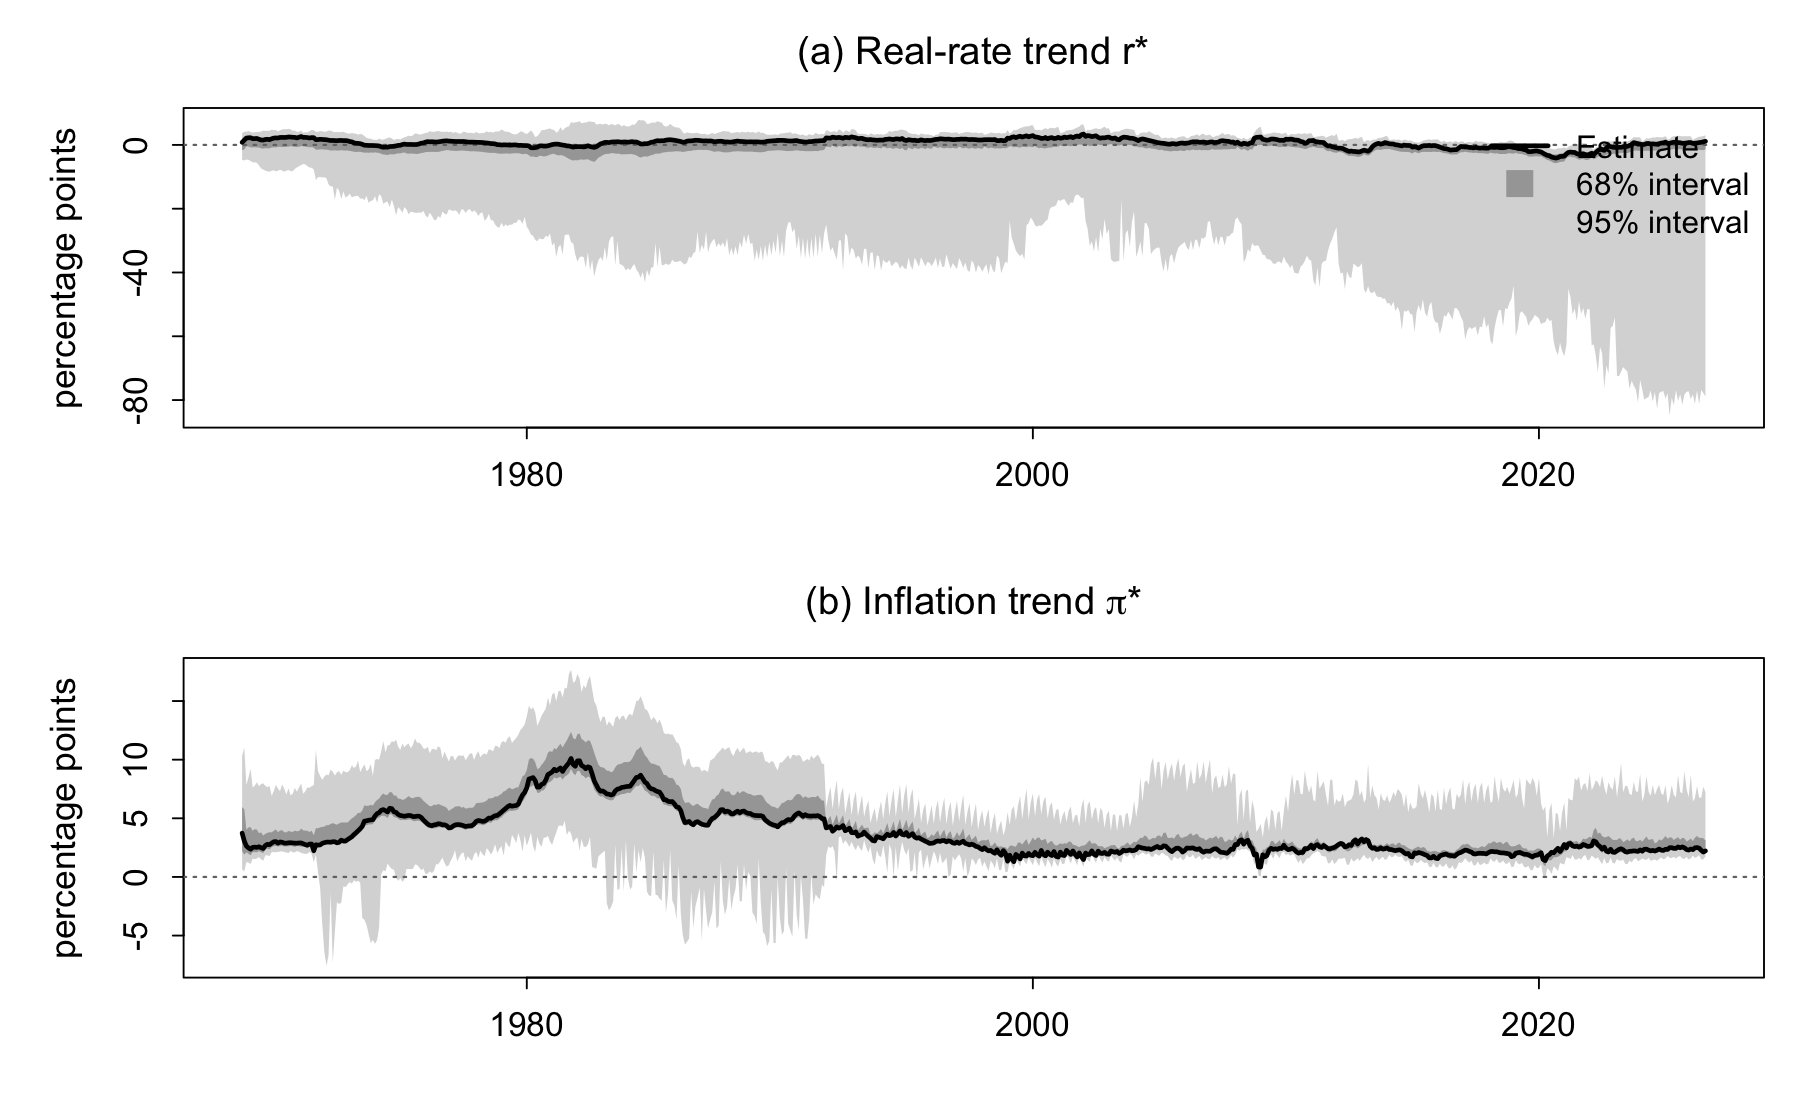 (a) Real-rate trend r*
percentage points
0
-40
-80
Estimate
68% interval
95% interval
1980
2000
2020
(b) Inflation trend π*
percentage points
10
5
0
-5
1980
2000
2020